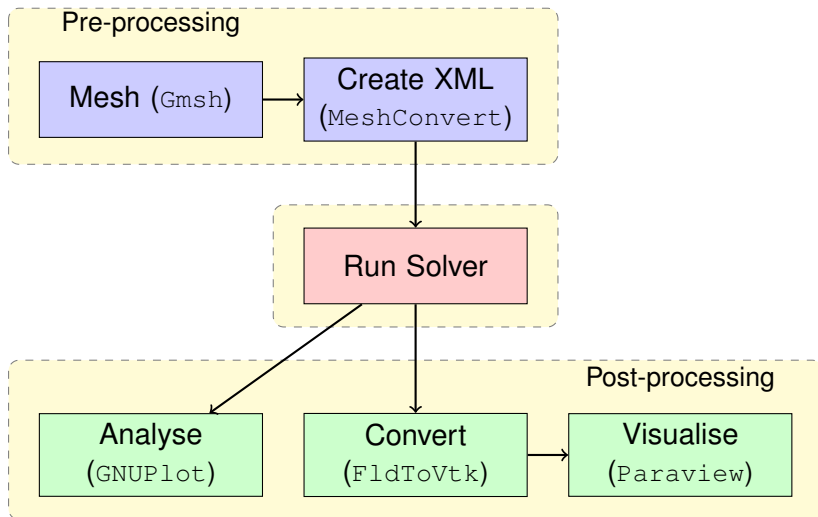 Pre-processing
Mesh (Gmsh)
Create XML
(MeshConvert)
Run Solver
Post-processing
Analyse
(GNUPlot)
Convert
(FldToVtk)
Visualise
(Paraview)